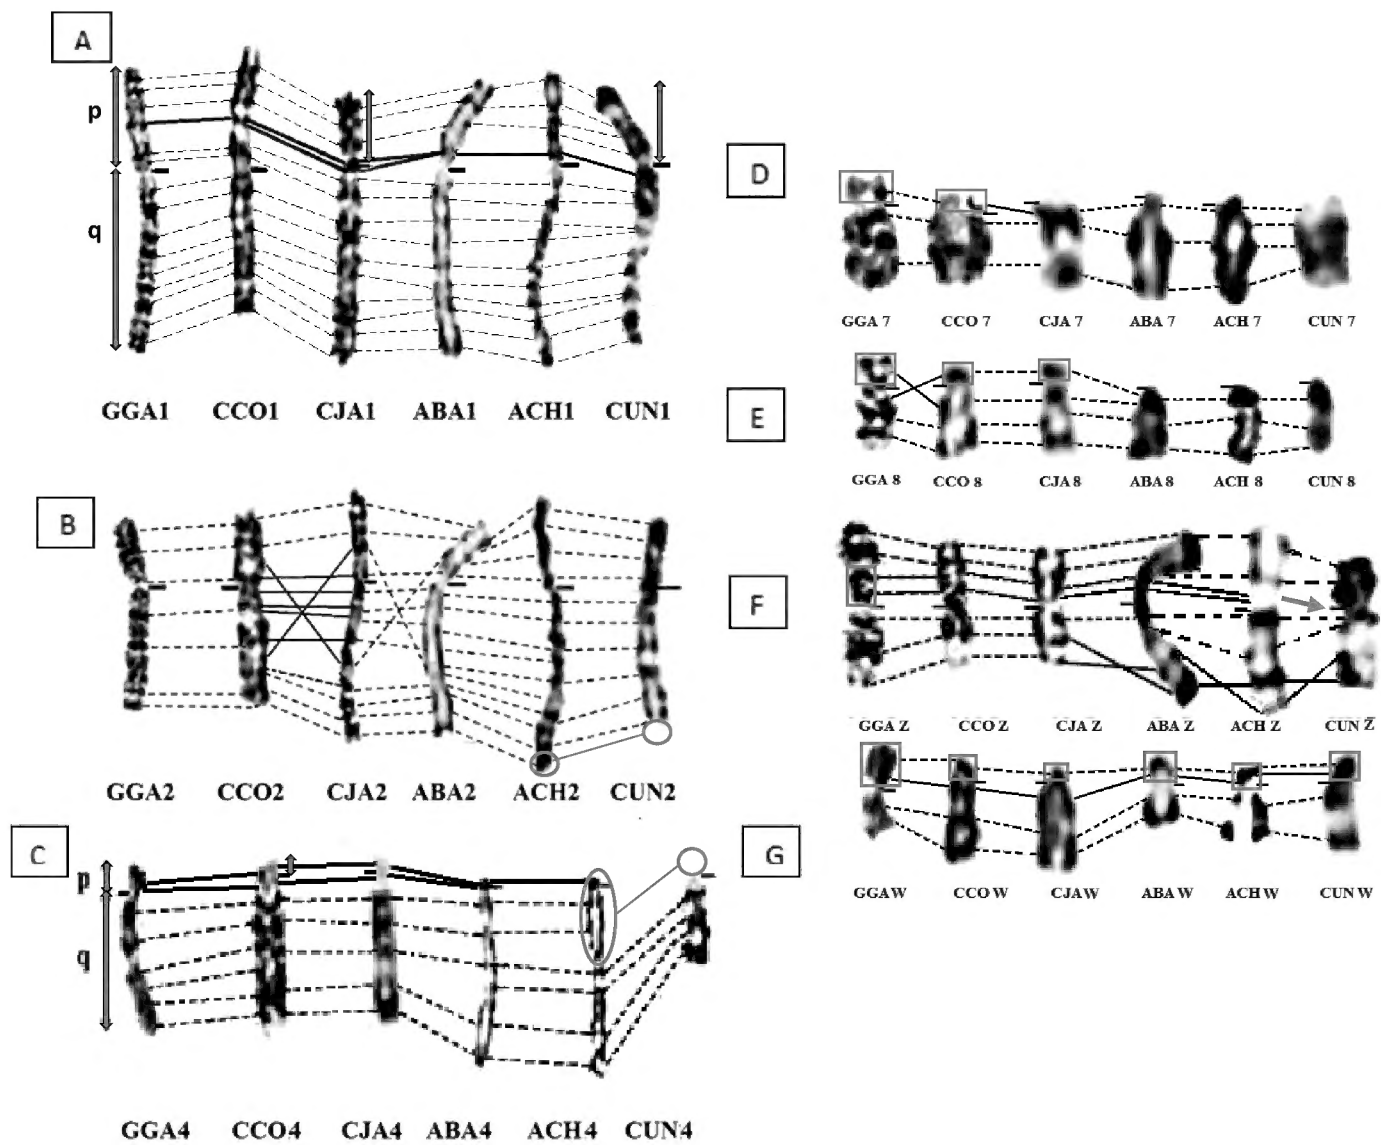 A
p
q
GGA1 CCO1 CJA1 ABA1 ACH1 CUN1
B
GGA2 CCO2 CJA2 ABA2 ACH2 CUN2
C
p
q
GGA4 CCO4 CJA4 ABA4 ACH4 CUN4
D
GGA 7 CCO 7 CJA 7 ABA 7 ACH 7 CUN 7
E
GGA 8 CCO 8 CJA 8 ABA 8 ACH 8 CUN 8
F
GGA Z CCO Z CJA Z ABA Z ACH Z CUN Z
G
GGA W CCO W CJA W ABA W ACH W CUN W